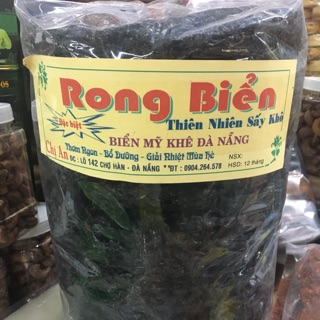 Rong Biển
Đặc biệt
Thiên Nhiên Sấy Khô
BIỂN MỸ KHÊ ĐÀ NẴNG
Chị An
Thơm Ngon - Bổ Dưỡng - Giải Nhiệt Mùa Hè
ĐC : LÔ 142 CHỢ HÀN - ĐÀ NẴNG * ĐT : 0904.264.578
NSX:
HSD: 12 tháng